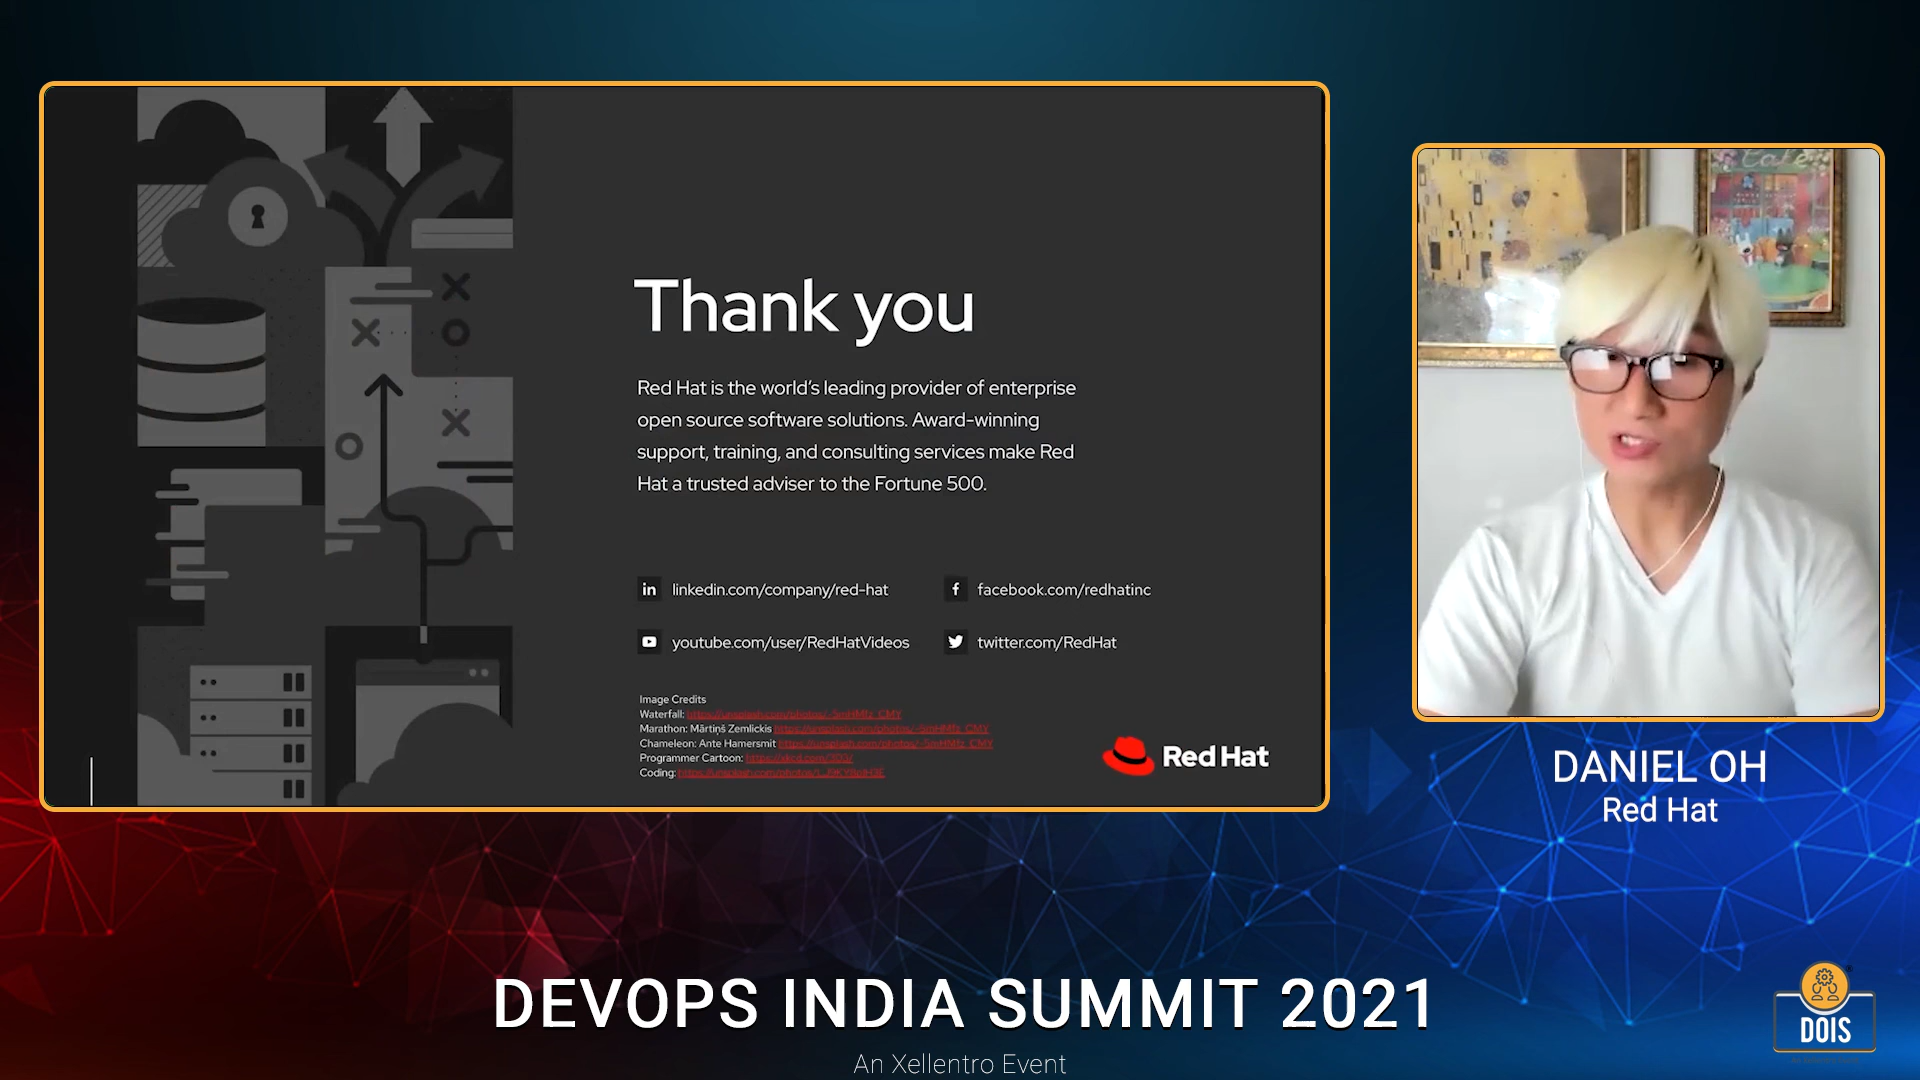 Thank you
Red Hat is the world's leading provider of enterprise
open source software solutions. Award-winning
support, training, and consulting services make Red
Hat a trusted adviser to the Fortune 500.
linkedin.com/company/red-hat
facebook.com/redhatinc
youtube.com/user/RedHatVideos
twitter.com/RedHat
Image Credits
Waterfall:
Marathon: Mārtiņš Zemlickis
Chameleon: Ante Hamersmit
Programmer Cartoon:
Coding:
Red Hat
Cafe
DANIEL OH
Red Hat
DEVOPS INDIA SUMMIT 2021
An Xellentro Event
DOIS